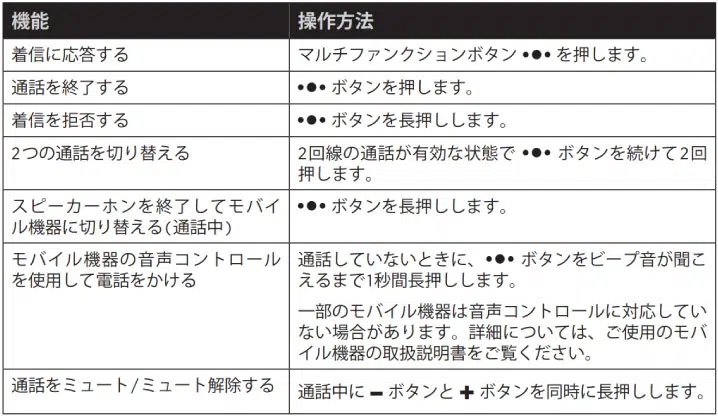 機能
操作方法
着信に応答する
マルチファンクションボタン •●• を押します。
通話を終了する
•●• ボタンを押します。
着信を拒否する
•●• ボタンを長押しします。
2つの通話を切り替える
2回線の通話が有効な状態で •●• ボタンを続けて2回
押します。
スピーカーホンを終了してモバイ
ル機器に切り替える(通話中)
•●• ボタンを長押しします。
モバイル機器の音声コントロール
を使用して電話をかける
通話していないときに、•●• ボタンをビープ音が聞こ
えるまで1秒間長押しします。
一部のモバイル機器は音声コントロールに対応してい
ない場合があります。詳細については、ご使用のモバ
イル機器の取扱説明書をご覧ください。
通話をミュート/ミュート解除する
通話中に － ボタンと ＋ ボタンを同時に長押しします。